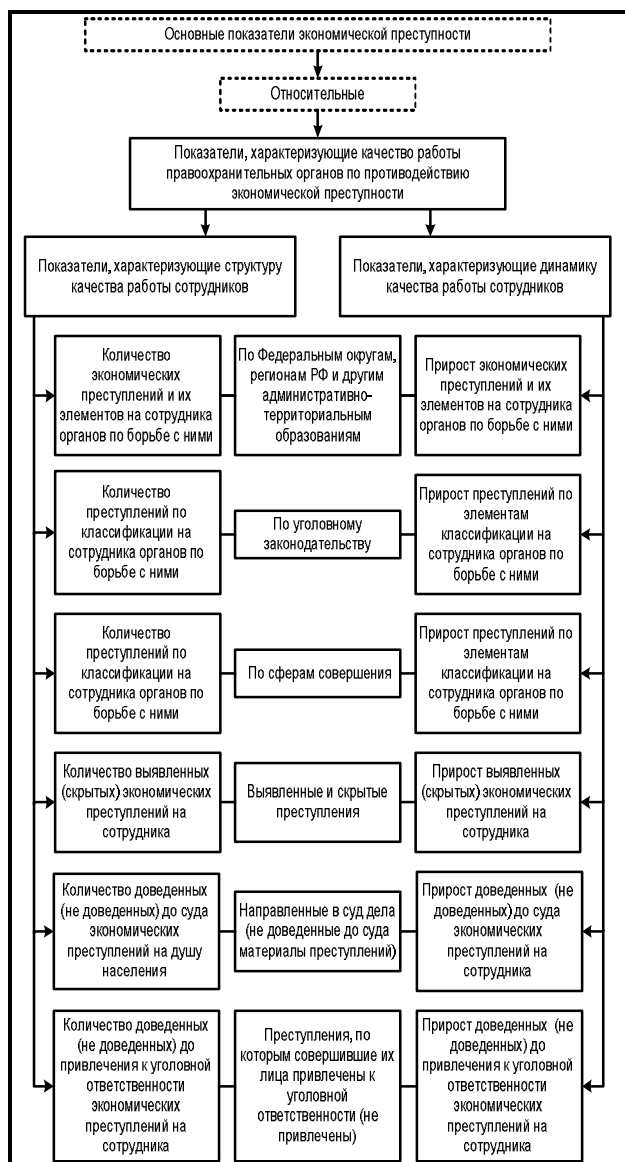 Основные показатели экономической преступности
Относительные
Показатели, характеризующие качество работы
правоохранительных органов по противодействию
экономической преступности
Показатели, характеризующие структуру
качества работы сотрудников
Показатели, характеризующие динамику
качества работы сотрудников
Количество
экономических
преступлений и их
элементов на сотрудника
органов по борьбе с ними
По Федеральным округам,
регионам РФ и другим
административно-
территориальным
образованиям
Прирост экономических
преступлений и их
элементов на сотрудника
органов по борьбе с ними
Количество
преступлений по
классификации на
сотрудника органов по
борьбе с ними
По уголовному
законодательству
Прирост преступлений по
элементам
классификации на
сотрудника органов по
борьбе с ними
Количество
преступлений по
классификации на
сотрудника органов по
борьбе с ними
По сферам совершения
Прирост преступлений по
элементам
классификации на
сотрудника органов по
борьбе с ними
Количество выявленных
(скрытых) экономических
преступлений на
сотрудника
Выявленные и скрытые
преступления
Прирост выявленных
(скрытых) экономических
преступлений на
сотрудника
Количество доведенных
(не доведенных) до суда
экономических
преступлений на душу
населения
Направленные в суд дела
(не доведенные до суда
материалы преступлений)
Прирост доведенных (не
доведенных) до суда
экономических
преступлений на
сотрудника
Количество доведенных
(не доведенных) до
привлечения к уголовной
ответственности
экономических
преступлений на
сотрудника
Преступления, по
которым совершившие их
лица привлечены к
уголовной
ответственности (не
привлечены)
Прирост доведенных (не
доведенных) до
привлечения к уголовной
ответственности
экономических
преступлений на
сотрудника